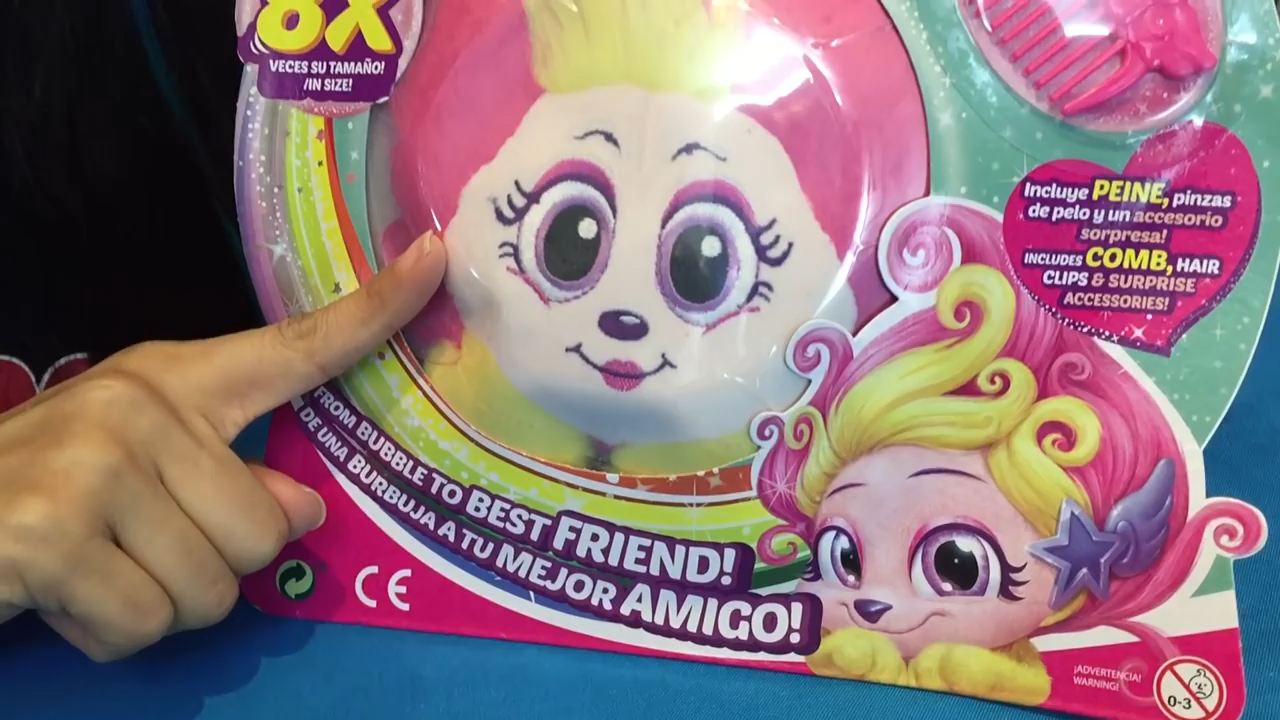 8X
VECES SU TAMAÑO!
/IN SIZE!
Incluye PEINE, pinzas
de pelo y un accesorio
sorpresa!
INCLUDES COMB, HAIR
CLIPS & SURPRISE
ACCESSORIES!
FROM BUBBLE TO BEST FRIEND!
DE UNA BURBUJA A TU MEJOR AMIGO!
CE
¡ADVERTENCIA!
WARNING!
0-3